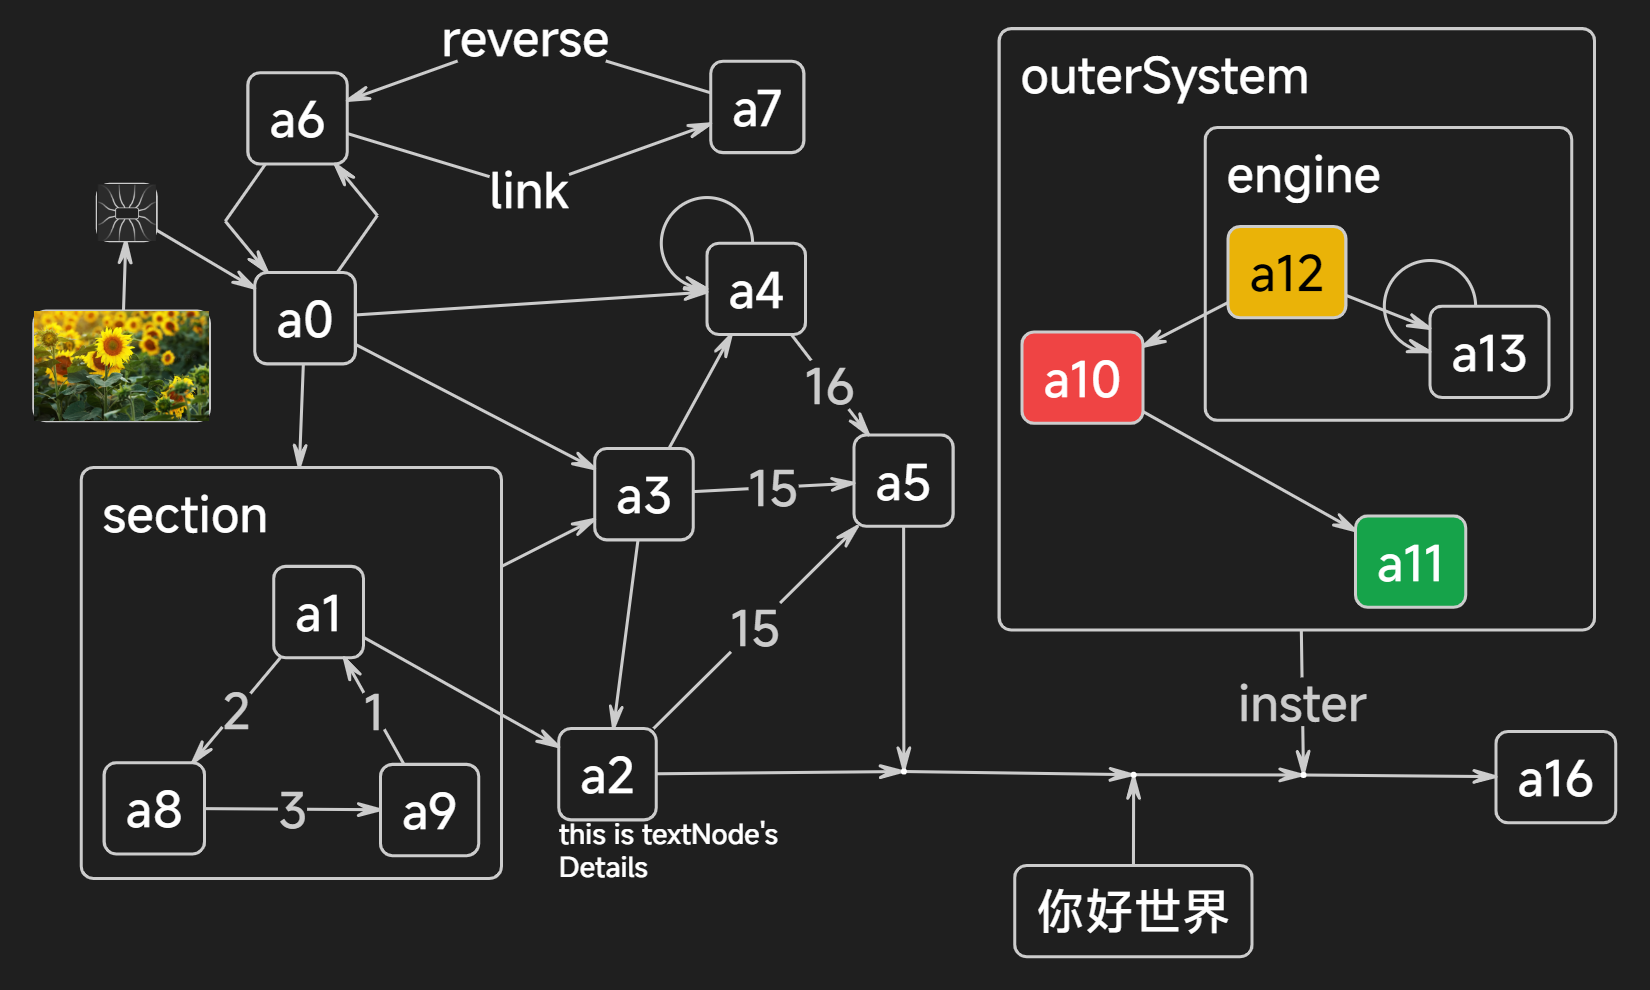 reverse
a6
a7
link
a0
a4
16
a3
15
a5
section
a1
15
2
1
a8
3
a9
a2
this is textNode's
Details
outerSystem
engine
a12
a13
a10
a11
inster
a16
你好世界